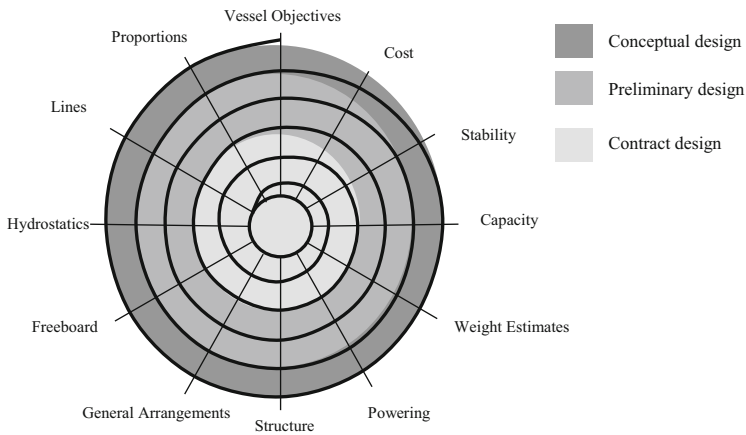 Vessel Objectives
Proportions
Cost
Lines
Stability
Hydrostatics
Capacity
Freeboard
Weight Estimates
General Arrangements
Powering
Structure
Conceptual design
Preliminary design
Contract design